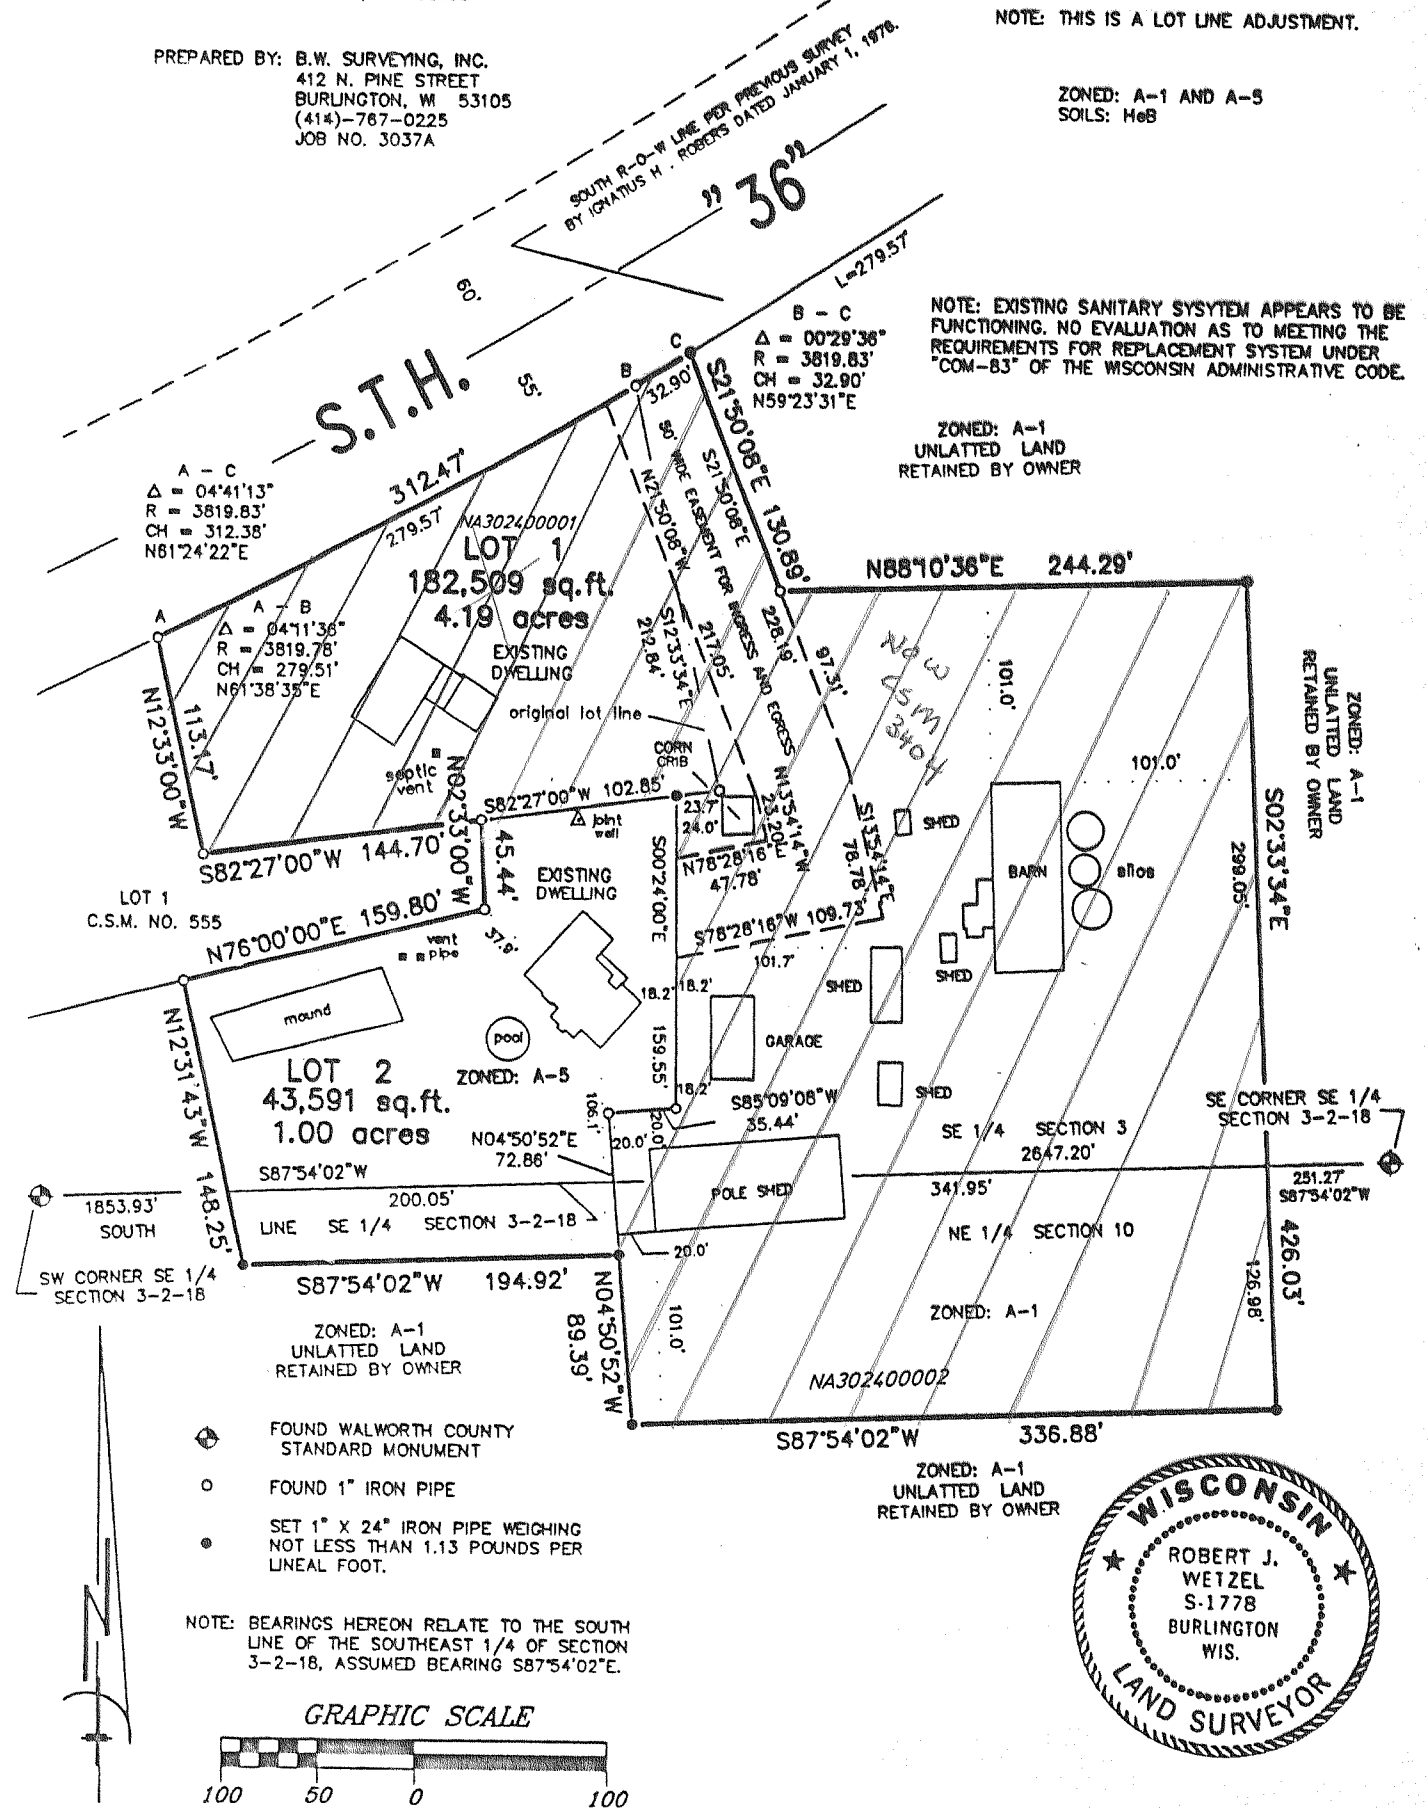 PREPARED BY: B.W. SURVEYING, INC.
412 N. PINE STREET
BURLINGTON, WI 53105
(414)-767-0225
JOB NO. 3037A
SOUTH R-O-W LINE PER PREVIOUS SURVEY
BY IGNATIUS H . ROBERS DATED JANUARY 1, 1976.
NOTE: THIS IS A LOT LINE ADJUSTMENT.
ZONED: A-1 AND A-5
SOILS: HeB
S.T.H. "36"
60'
55'
L=279.57'
NOTE: EXISTING SANITARY SYSYTEM APPEARS TO BE
FUNCTIONING. NO EVALUATION AS TO MEETING THE
REQUIREMENTS FOR REPLACEMENT SYSTEM UNDER
"COM-83" OF THE WISCONSIN ADMINISTRATIVE CODE.
B - C
Δ = 00°29'36"
R = 3819.83'
CH = 32.90'
N59°23'31"E
C
B
32.90'
ZONED: A-1
UNLATTED LAND
RETAINED BY OWNER
A - C
Δ = 04°41'13"
R = 3819.83'
CH = 312.38'
N61°24'22"E
312.47'
279.57'
NA302400001
LOT 1
182,509 sq.ft.
4.19 acres
A
A - B
Δ = 04°11'36"
R = 3819.78'
CH = 279.51'
N61°38'35"E
S21°50'08"E 130.89'
50' WIDE EASEMENT FOR INGRESS AND EGRESS
S21°50'08"E
N21°50'08"W
228.19'
217.05'
S12°33'34"E
212.84'
97.31'
N88°10'36"E 244.29'
Now
CSM
3404
101.0'
101.0'
ZONED: A-1
UNLATTED LAND
RETAINED BY OWNER
EXISTING
DWELLING
original lot line
CORN
CRIB
septic
vent
N12°33'00"W
113.17'
S82°27'00"W 144.70'
N02°33'00"W
45.44'
S82°27'00"W 102.85'
joint
well
23.7'
24.0'
N13°54'14"W
23.20'
S13°54'14"E
78.78'
N78°28'16"E
47.78'
S78°28'16"W 109.73'
101.7'
S00°24'00"E
159.55'
SHED
BARN
silos
S02°33'34"E
299.05'
426.03'
126.98'
LOT 1
C.S.M. NO. 555
N76°00'00"E 159.80'
EXISTING
DWELLING
37.9'
vent
pipe
mound
pool
18.2'
18.2'
18.2'
GARAGE
SHED
SHED
SHED
N12°31'43"W 148.25'
LOT 2
43,591 sq.ft.
1.00 acres
ZONED: A-5
106.1'
20.0'
20.0'
S85°09'08"W
35.44'
N04°50'52"E
72.86'
S87°54'02"W
200.05'
LINE SE 1/4 SECTION 3-2-18
POLE SHED
20.0'
SE 1/4 SECTION 3
2647.20'
341.95'
NE 1/4 SECTION 10
SE CORNER SE 1/4
SECTION 3-2-18
251.27'
S87°54'02"W
1853.93'
SOUTH
SW CORNER SE 1/4
SECTION 3-2-18
S87°54'02"W 194.92'
N04°50'52"W
89.39'
101.0'
ZONED: A-1
NA302400002
S87°54'02"W 336.88'
ZONED: A-1
UNLATTED LAND
RETAINED BY OWNER
ZONED: A-1
UNLATTED LAND
RETAINED BY OWNER
FOUND WALWORTH COUNTY
STANDARD MONUMENT
FOUND 1" IRON PIPE
SET 1" X 24" IRON PIPE WEIGHING
NOT LESS THAN 1.13 POUNDS PER
LINEAL FOOT.
N
NOTE: BEARINGS HEREON RELATE TO THE SOUTH
LINE OF THE SOUTHEAST 1/4 OF SECTION
3-2-18, ASSUMED BEARING S87°54'02"E.
GRAPHIC SCALE
100 50 0 100
WISCONSIN
ROBERT J.
WETZEL
S-1778
BURLINGTON
WIS.
LAND SURVEYOR